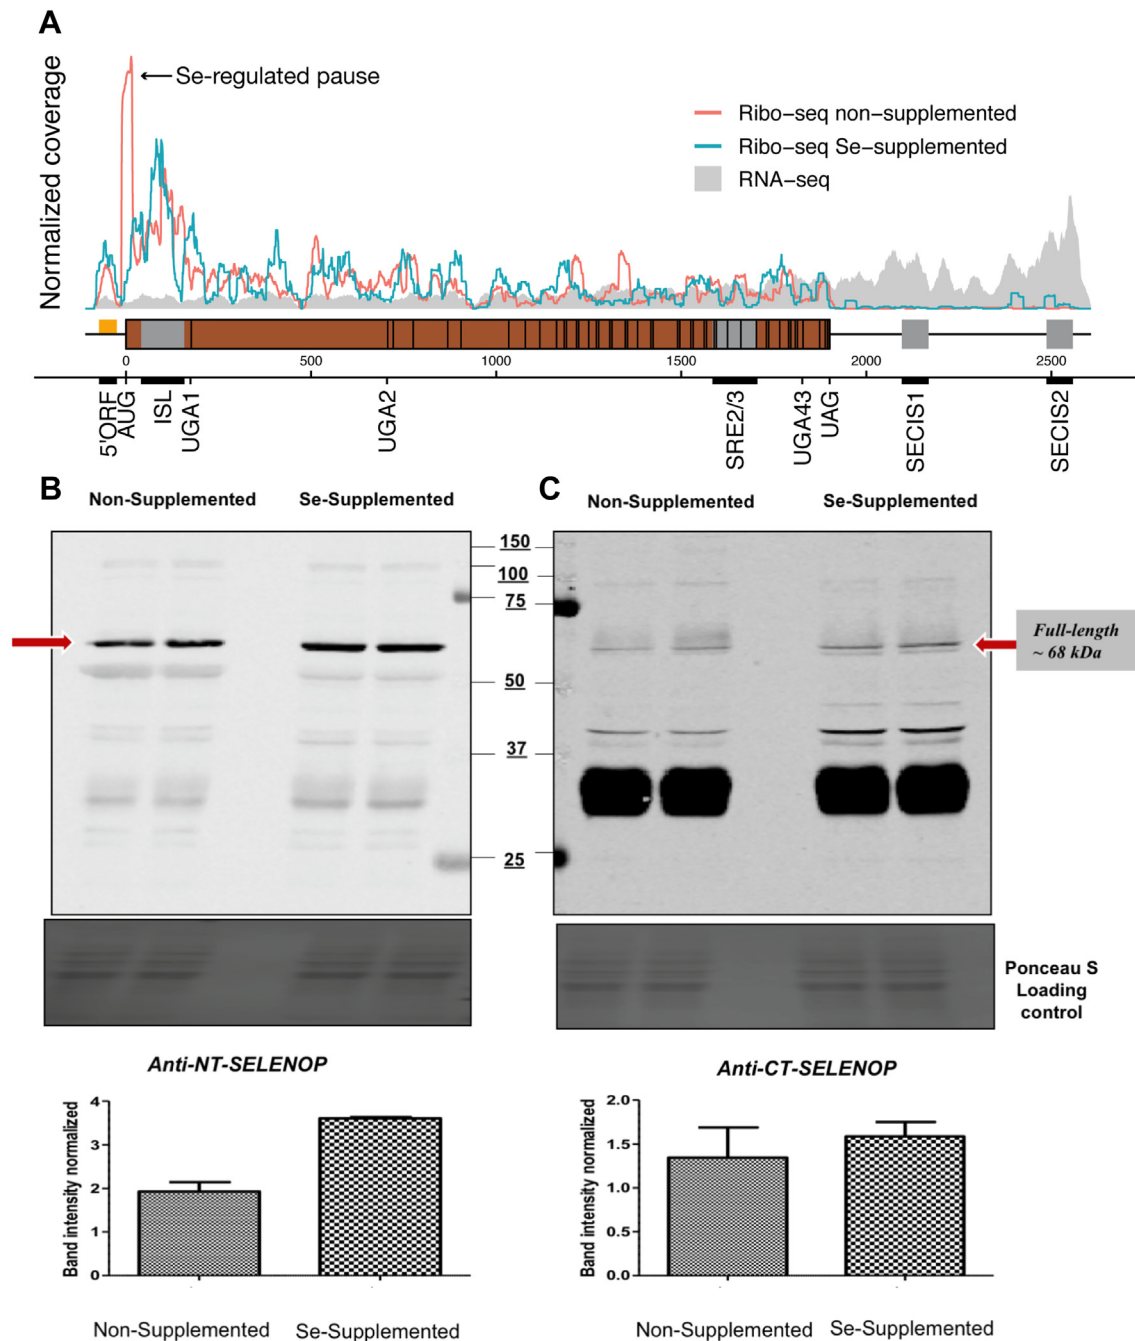 A
Normalized coverage
Se-regulated pause
Ribo-seq non-supplemented
Ribo-seq Se-supplemented
RNA-seq
0
500
1000
1500
2000
2500
5'ORF
AUG
ISL
UGA1
UGA2
SRE2/3
UGA43
UAG
SECIS1
SECIS2
B
Non-Supplemented
Se-Supplemented
150
100
75
50
37
25
C
Non-Supplemented
Se-Supplemented
Full-length
~ 68 kDa
Ponceau S
Loading
control
Anti-NT-SELENOP
Band intensity normalized
4
3
2
1
0
Non-Supplemented
Se-Supplemented
Anti-CT-SELENOP
Band intensity normalized
2.0
1.5
1.0
0.5
0.0
Non-Supplemented
Se-Supplemented